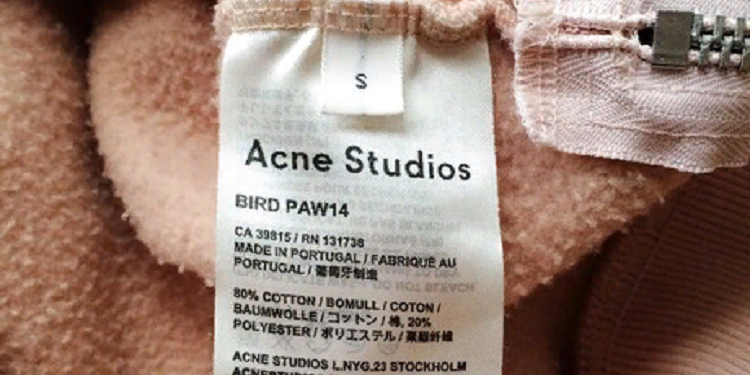 S
Acne Studios
BIRD PAW14
CA 39815 / RN 131738
MADE IN PORTUGAL / FABRIQUÉ AU
PORTUGAL / 葡萄牙制造
80% COTTON / BOMULL / COTON /
BAUMWOLLE / コットン / 棉, 20%
POLYESTER / ポリエステル / 聚酯纤维
ACNE STUDIOS L.NYG.23 STOCKHOLM